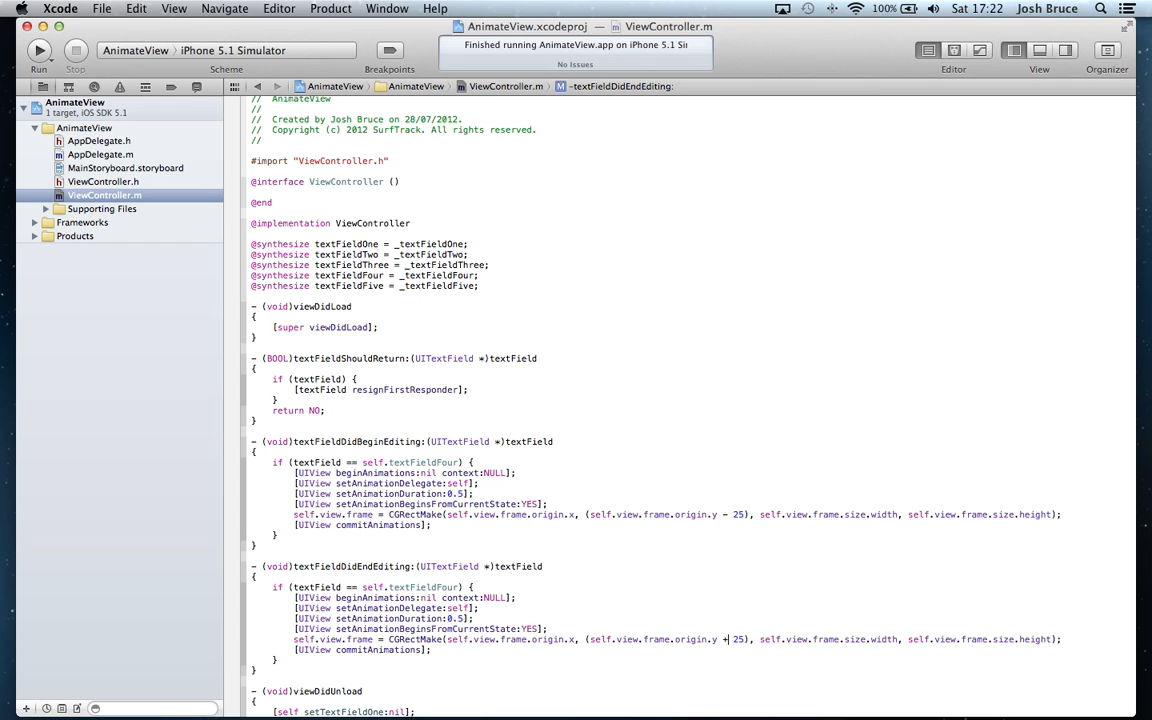 Xcode File Edit View Navigate Editor Product Window Help 100% Sat 17:22 Josh Bruce
AnimateView.xcodeproj — ViewController.m
AnimateView iPhone 5.1 Simulator
Finished running AnimateView.app on iPhone 5.1 Sir
No Issues
Run Stop Scheme Breakpoints Editor View Organizer
AnimateView AnimateView ViewController.m -textFieldDidEndEditing:
AnimateView
1 target, iOS SDK 5.1
AnimateView
AppDelegate.h
AppDelegate.m
MainStoryboard.storyboard
ViewController.h
ViewController.m
Supporting Files
Frameworks
Products
// AnimateView
//
// Created by Josh Bruce on 28/07/2012.
// Copyright (c) 2012 SurfTrack. All rights reserved.
//
#import "ViewController.h"
@interface ViewController ()
@end
@implementation ViewController
@synthesize textFieldOne = _textFieldOne;
@synthesize textFieldTwo = _textFieldTwo;
@synthesize textFieldThree = _textFieldThree;
@synthesize textFieldFour = _textFieldFour;
@synthesize textFieldFive = _textFieldFive;
- (void)viewDidLoad
{
[super viewDidLoad];
}
- (BOOL)textFieldShouldReturn:(UITextField *)textField
{
if (textField) {
[textField resignFirstResponder];
}
return NO;
}
- (void)textFieldDidBeginEditing:(UITextField *)textField
{
if (textField == self.textFieldFour) {
[UIView beginAnimations:nil context:NULL];
[UIView setAnimationDelegate:self];
[UIView setAnimationDuration:0.5];
[UIView setAnimationBeginsFromCurrentState:YES];
self.view.frame = CGRectMake(self.view.frame.origin.x, (self.view.frame.origin.y - 25), self.view.frame.size.width, self.view.frame.size.height);
[UIView commitAnimations];
}
}
- (void)textFieldDidEndEditing:(UITextField *)textField
{
if (textField == self.textFieldFour) {
[UIView beginAnimations:nil context:NULL];
[UIView setAnimationDelegate:self];
[UIView setAnimationDuration:0.5];
[UIView setAnimationBeginsFromCurrentState:YES];
self.view.frame = CGRectMake(self.view.frame.origin.x, (self.view.frame.origin.y + 25), self.view.frame.size.width, self.view.frame.size.height);
[UIView commitAnimations];
}
}
- (void)viewDidUnload
{
[self setTextFieldOne:nil];